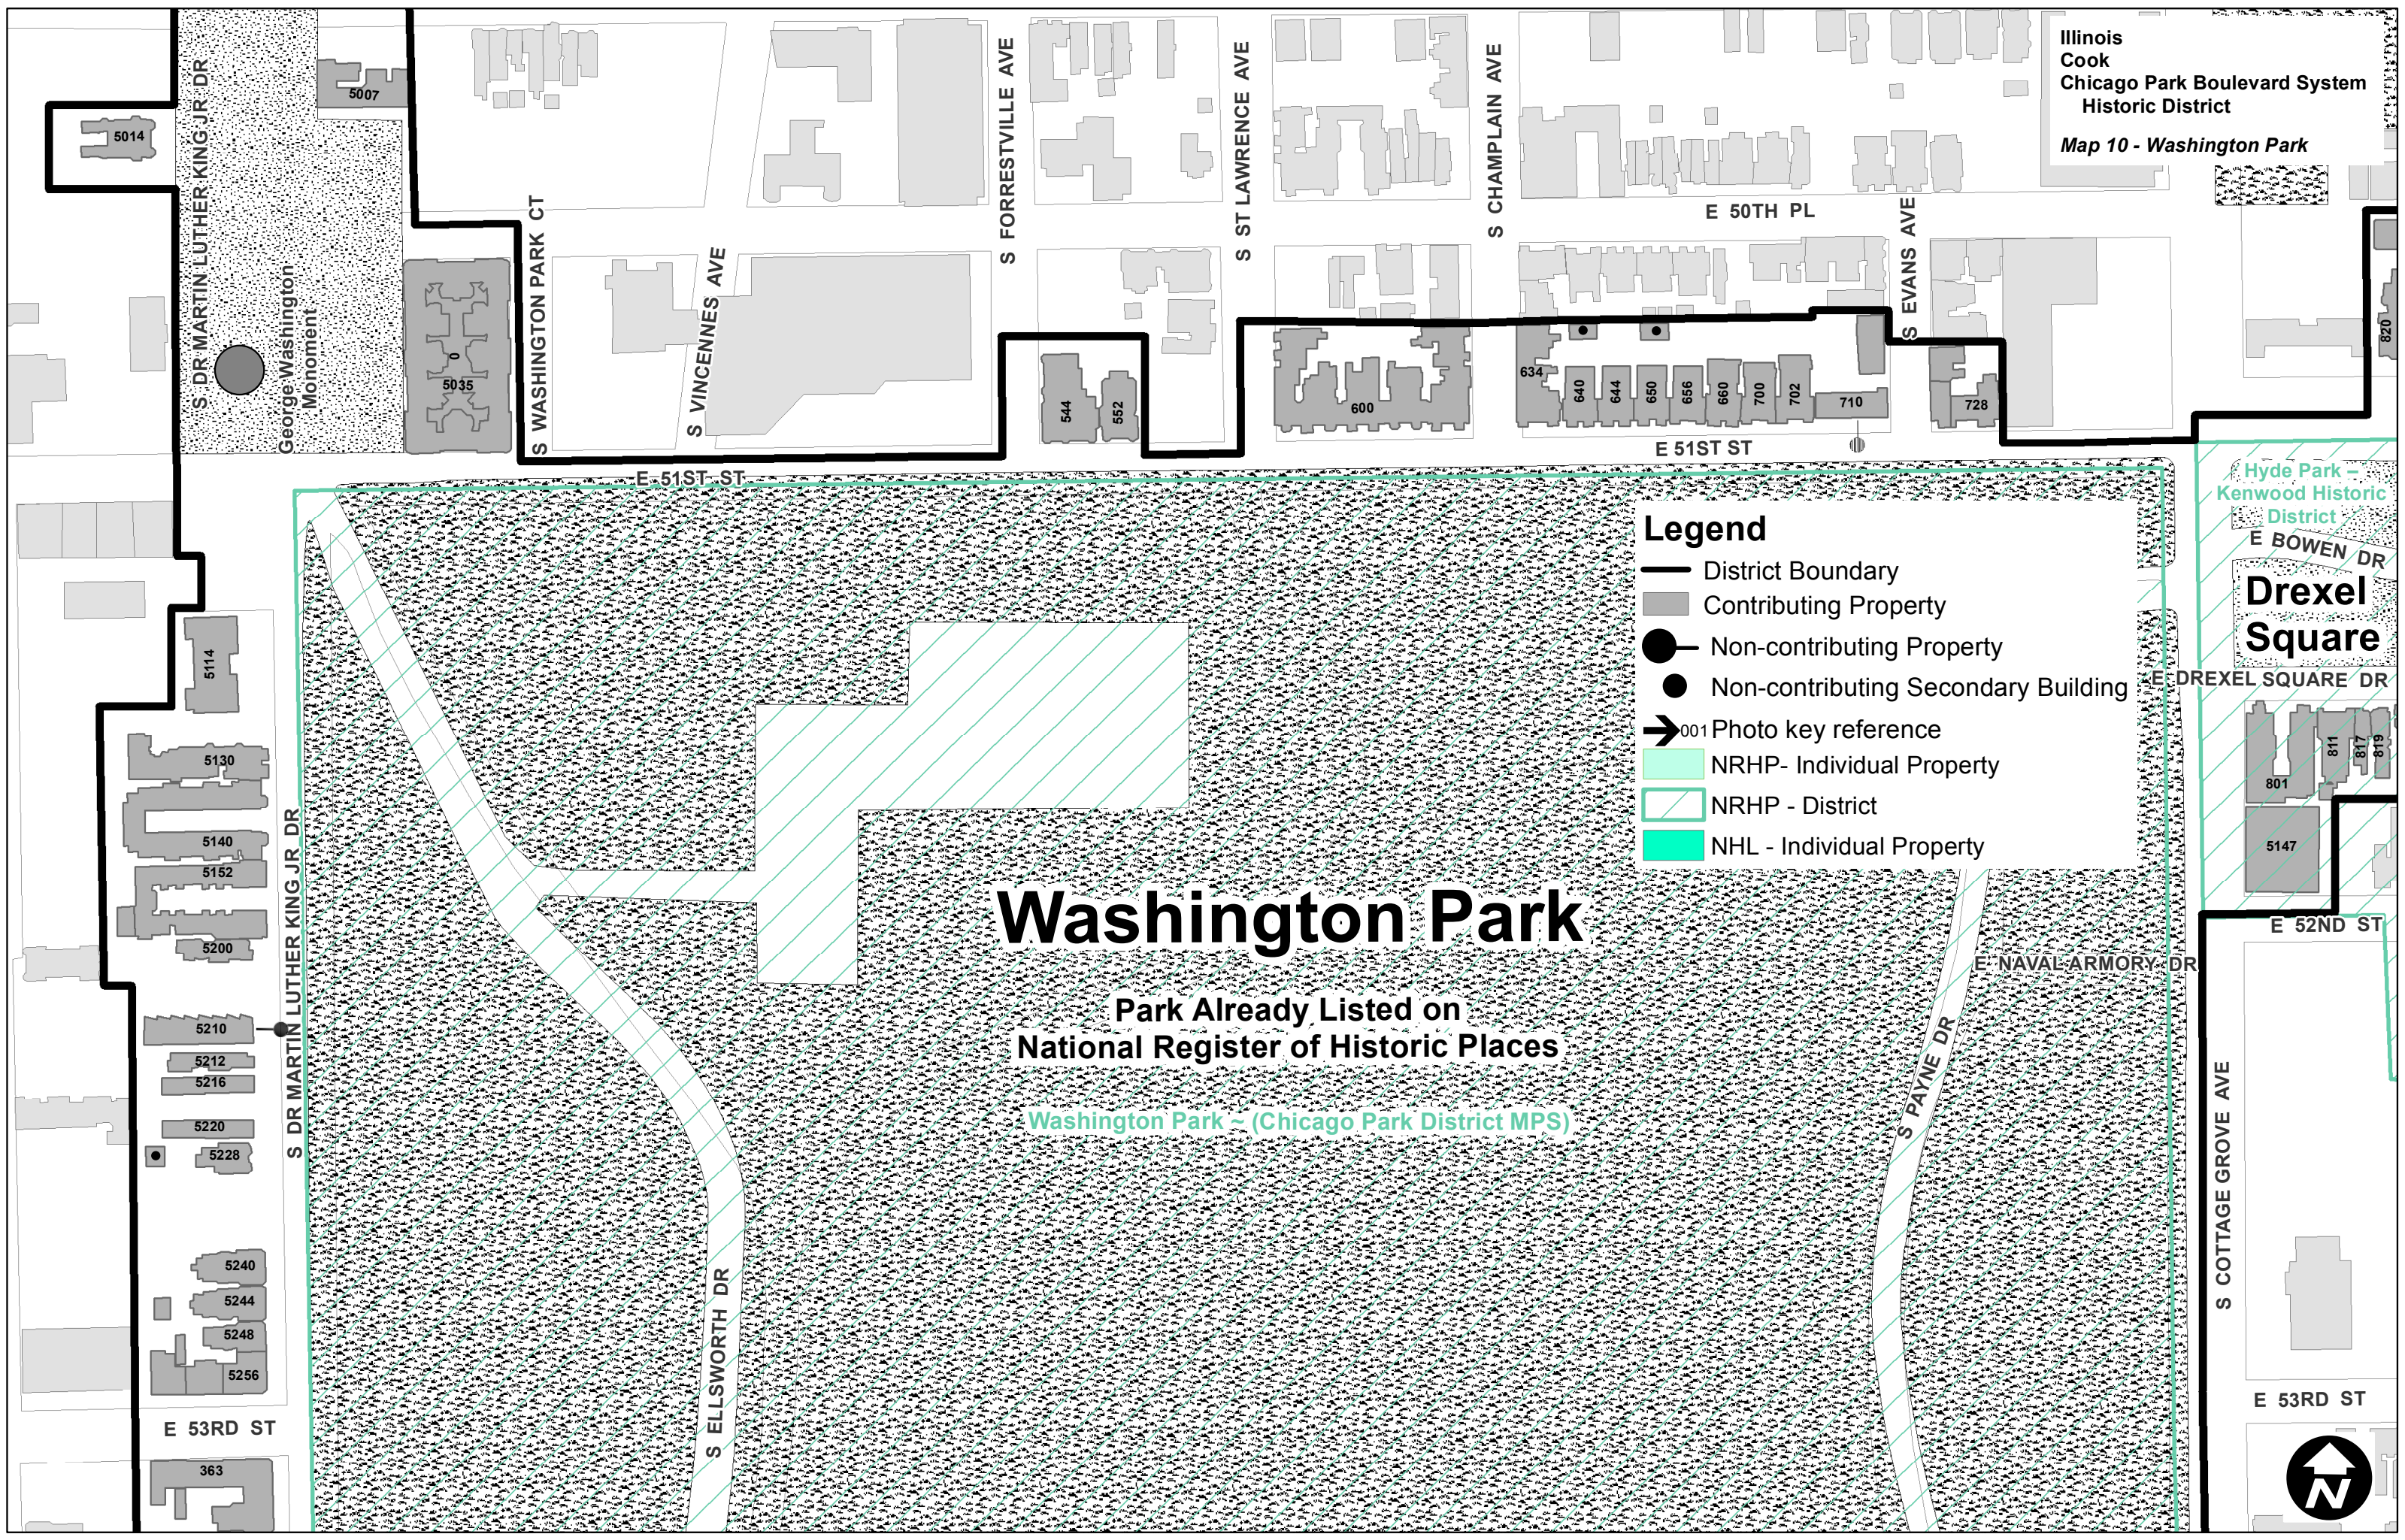 Illinois
Cook
Chicago Park Boulevard System
Historic District
Map 10 - Washington Park
S DR MARTIN LUTHER KING JR DR
5007
5014
George Washington
Monoment
0
5035
S WASHINGTON PARK CT
S VINCENNES AVE
S FORRESTVILLE AVE
S ST LAWRENCE AVE
S CHAMPLAIN AVE
E 50TH PL
S EVANS AVE
544
552
600
634
640
644
650
656
660
700
702
710
728
820
E 51ST ST
E 51ST ST
Hyde Park –
Kenwood Historic
District
E BOWEN DR
Drexel
Square
E DREXEL SQUARE DR
801
811
817
819
5147
E 52ND ST
Legend
District Boundary
Contributing Property
Non-contributing Property
Non-contributing Secondary Building
001 Photo key reference
NRHP- Individual Property
NRHP - District
NHL - Individual Property
5114
5130
5140
5152
5200
5210
5212
5216
5220
5228
5240
5244
5248
5256
S DR MARTIN LUTHER KING JR DR
E 53RD ST
363
Washington Park
Park Already Listed on
National Register of Historic Places
Washington Park ~ (Chicago Park District MPS)
S ELLSWORTH DR
S PAYNE DR
E NAVAL ARMORY DR
S COTTAGE GROVE AVE
E 53RD ST
N